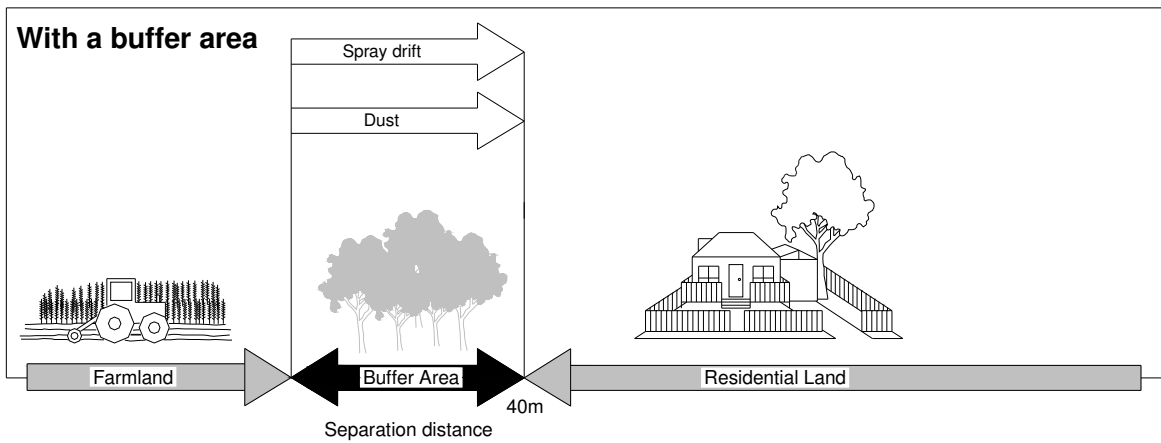 With a buffer area
Spray drift
Dust
Farmland
Buffer Area
Residential Land
40m
Separation distance